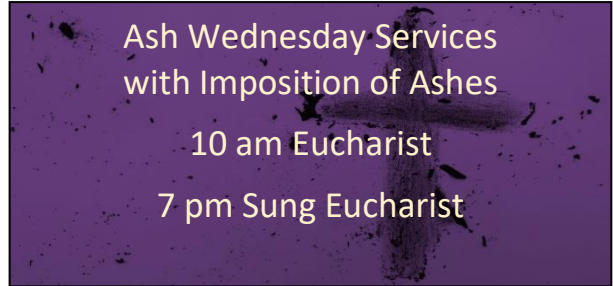 Ash Wednesday Services
with Imposition of Ashes
10 am Eucharist
7 pm Sung Eucharist